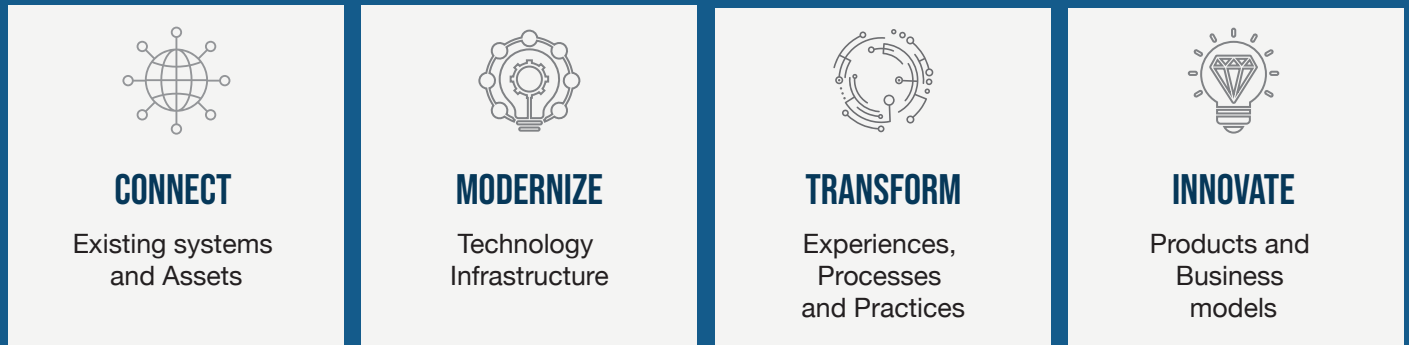 CONNECT
Existing systems
and Assets
MODERNIZE
Technology
Infrastructure
TRANSFORM
Experiences,
Processes
and Practices
INNOVATE
Products and
Business
models